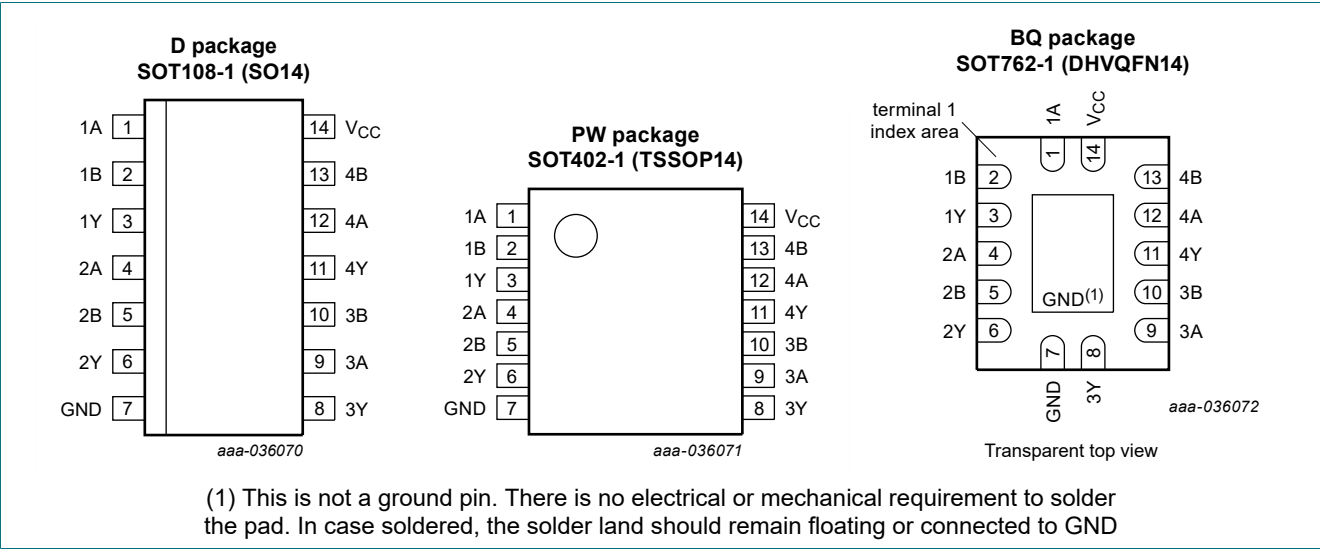 D package
SOT108-1 (SO14)
1A 1 14 VCC
1B 2 13 4B
1Y 3 12 4A
2A 4 11 4Y
2B 5 10 3B
2Y 6 9 3A
GND 7 8 3Y
aaa-036070
PW package
SOT402-1 (TSSOP14)
1A 1 14 VCC
1B 2 13 4B
1Y 3 12 4A
2A 4 11 4Y
2B 5 10 3B
2Y 6 9 3A
GND 7 8 3Y
aaa-036071
BQ package
SOT762-1 (DHVQFN14)
terminal 1
index area
1A VCC
1 14
1B 2 13 4B
1Y 3 12 4A
2A 4 11 4Y
2B 5 10 3B
GND(1)
2Y 6 9 3A
7 8
GND 3Y
aaa-036072
Transparent top view
(1) This is not a ground pin. There is no electrical or mechanical requirement to solder
the pad. In case soldered, the solder land should remain floating or connected to GND